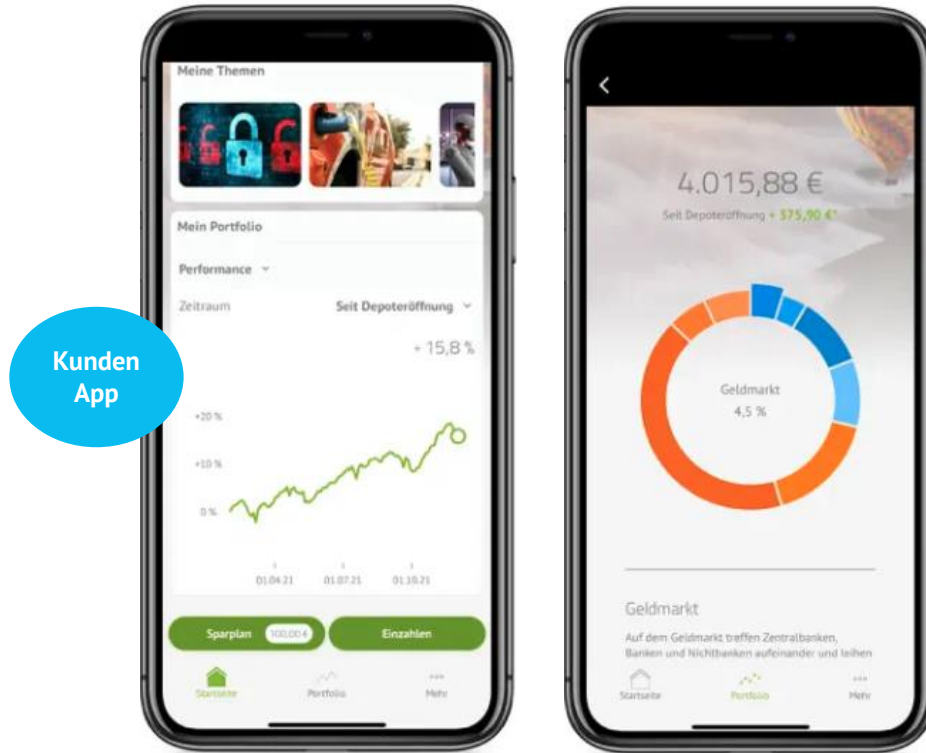 Kunden
App
Meine Themen
Mein Portfolio
Performance
Zeitraum
Seit Depoteröffnung
+ 15,8 %
+20 %
+10 %
0 %
01.04.21 01.07.21 01.10.21
Sparplan 100,00 €
Einzahlen
Startseite Portfolio Mehr
4.015,88 €
Seit Depoteröffnung + 575,90 €*
Geldmarkt
4,5 %
Geldmarkt
Auf dem Geldmarkt treffen Zentralbanken,
Banken und Nichtbanken aufeinander und leihen
Startseite Portfolio Mehr